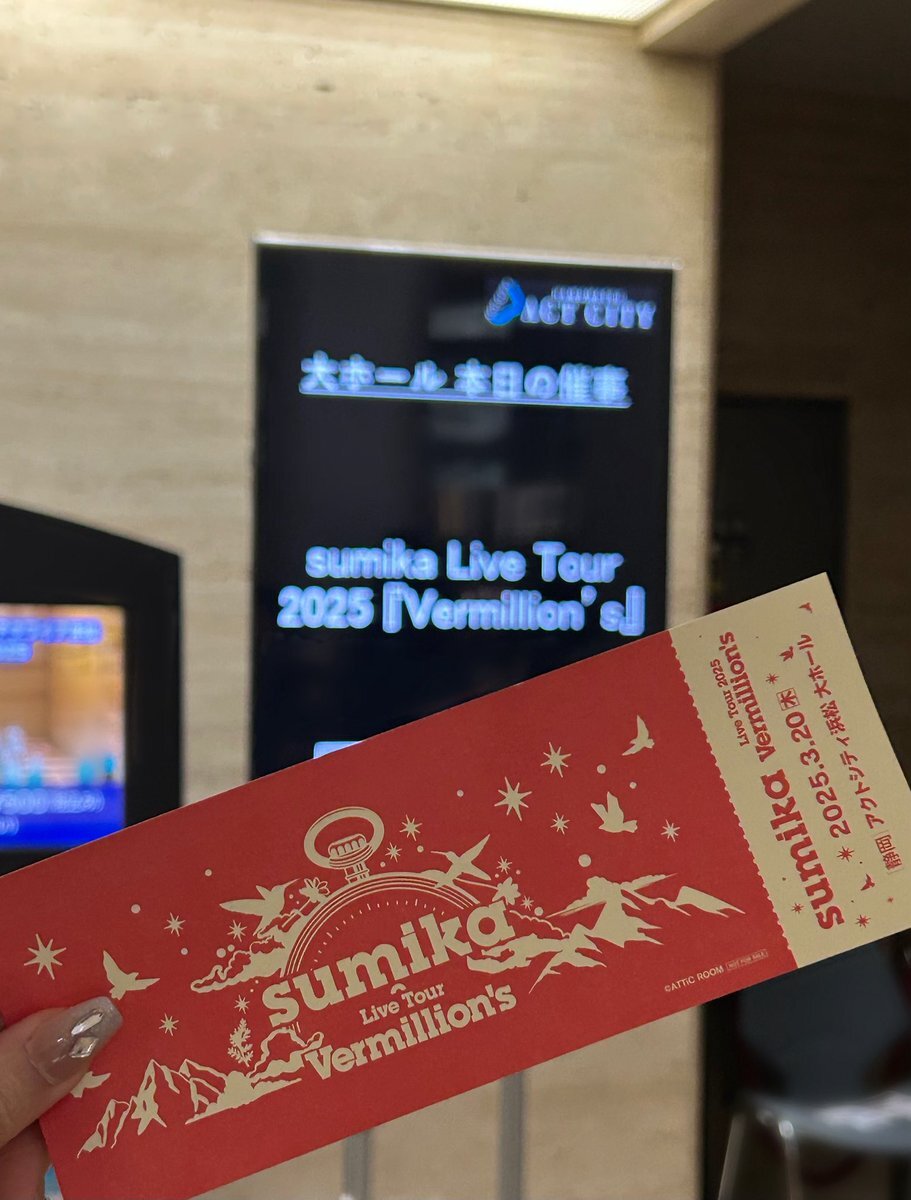 ACT CITY
大ホール 本日の催事
sumika Live Tour
2025『Vermillion's』
sumika
Live Tour
Vermillion's
©ATTIC ROOM NOT FOR SALE
Live Tour 2025
sumika Vermillion's
2025.3.20 木
静岡 アクトシティ浜松 大ホール